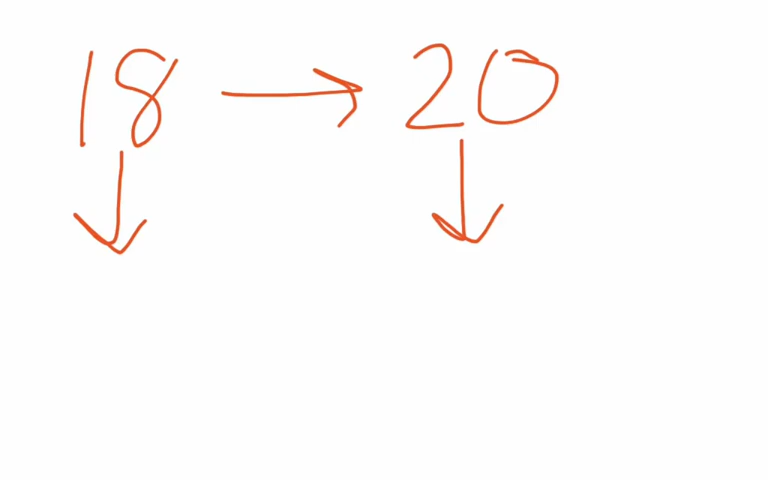 18 → 20
↓ ↓